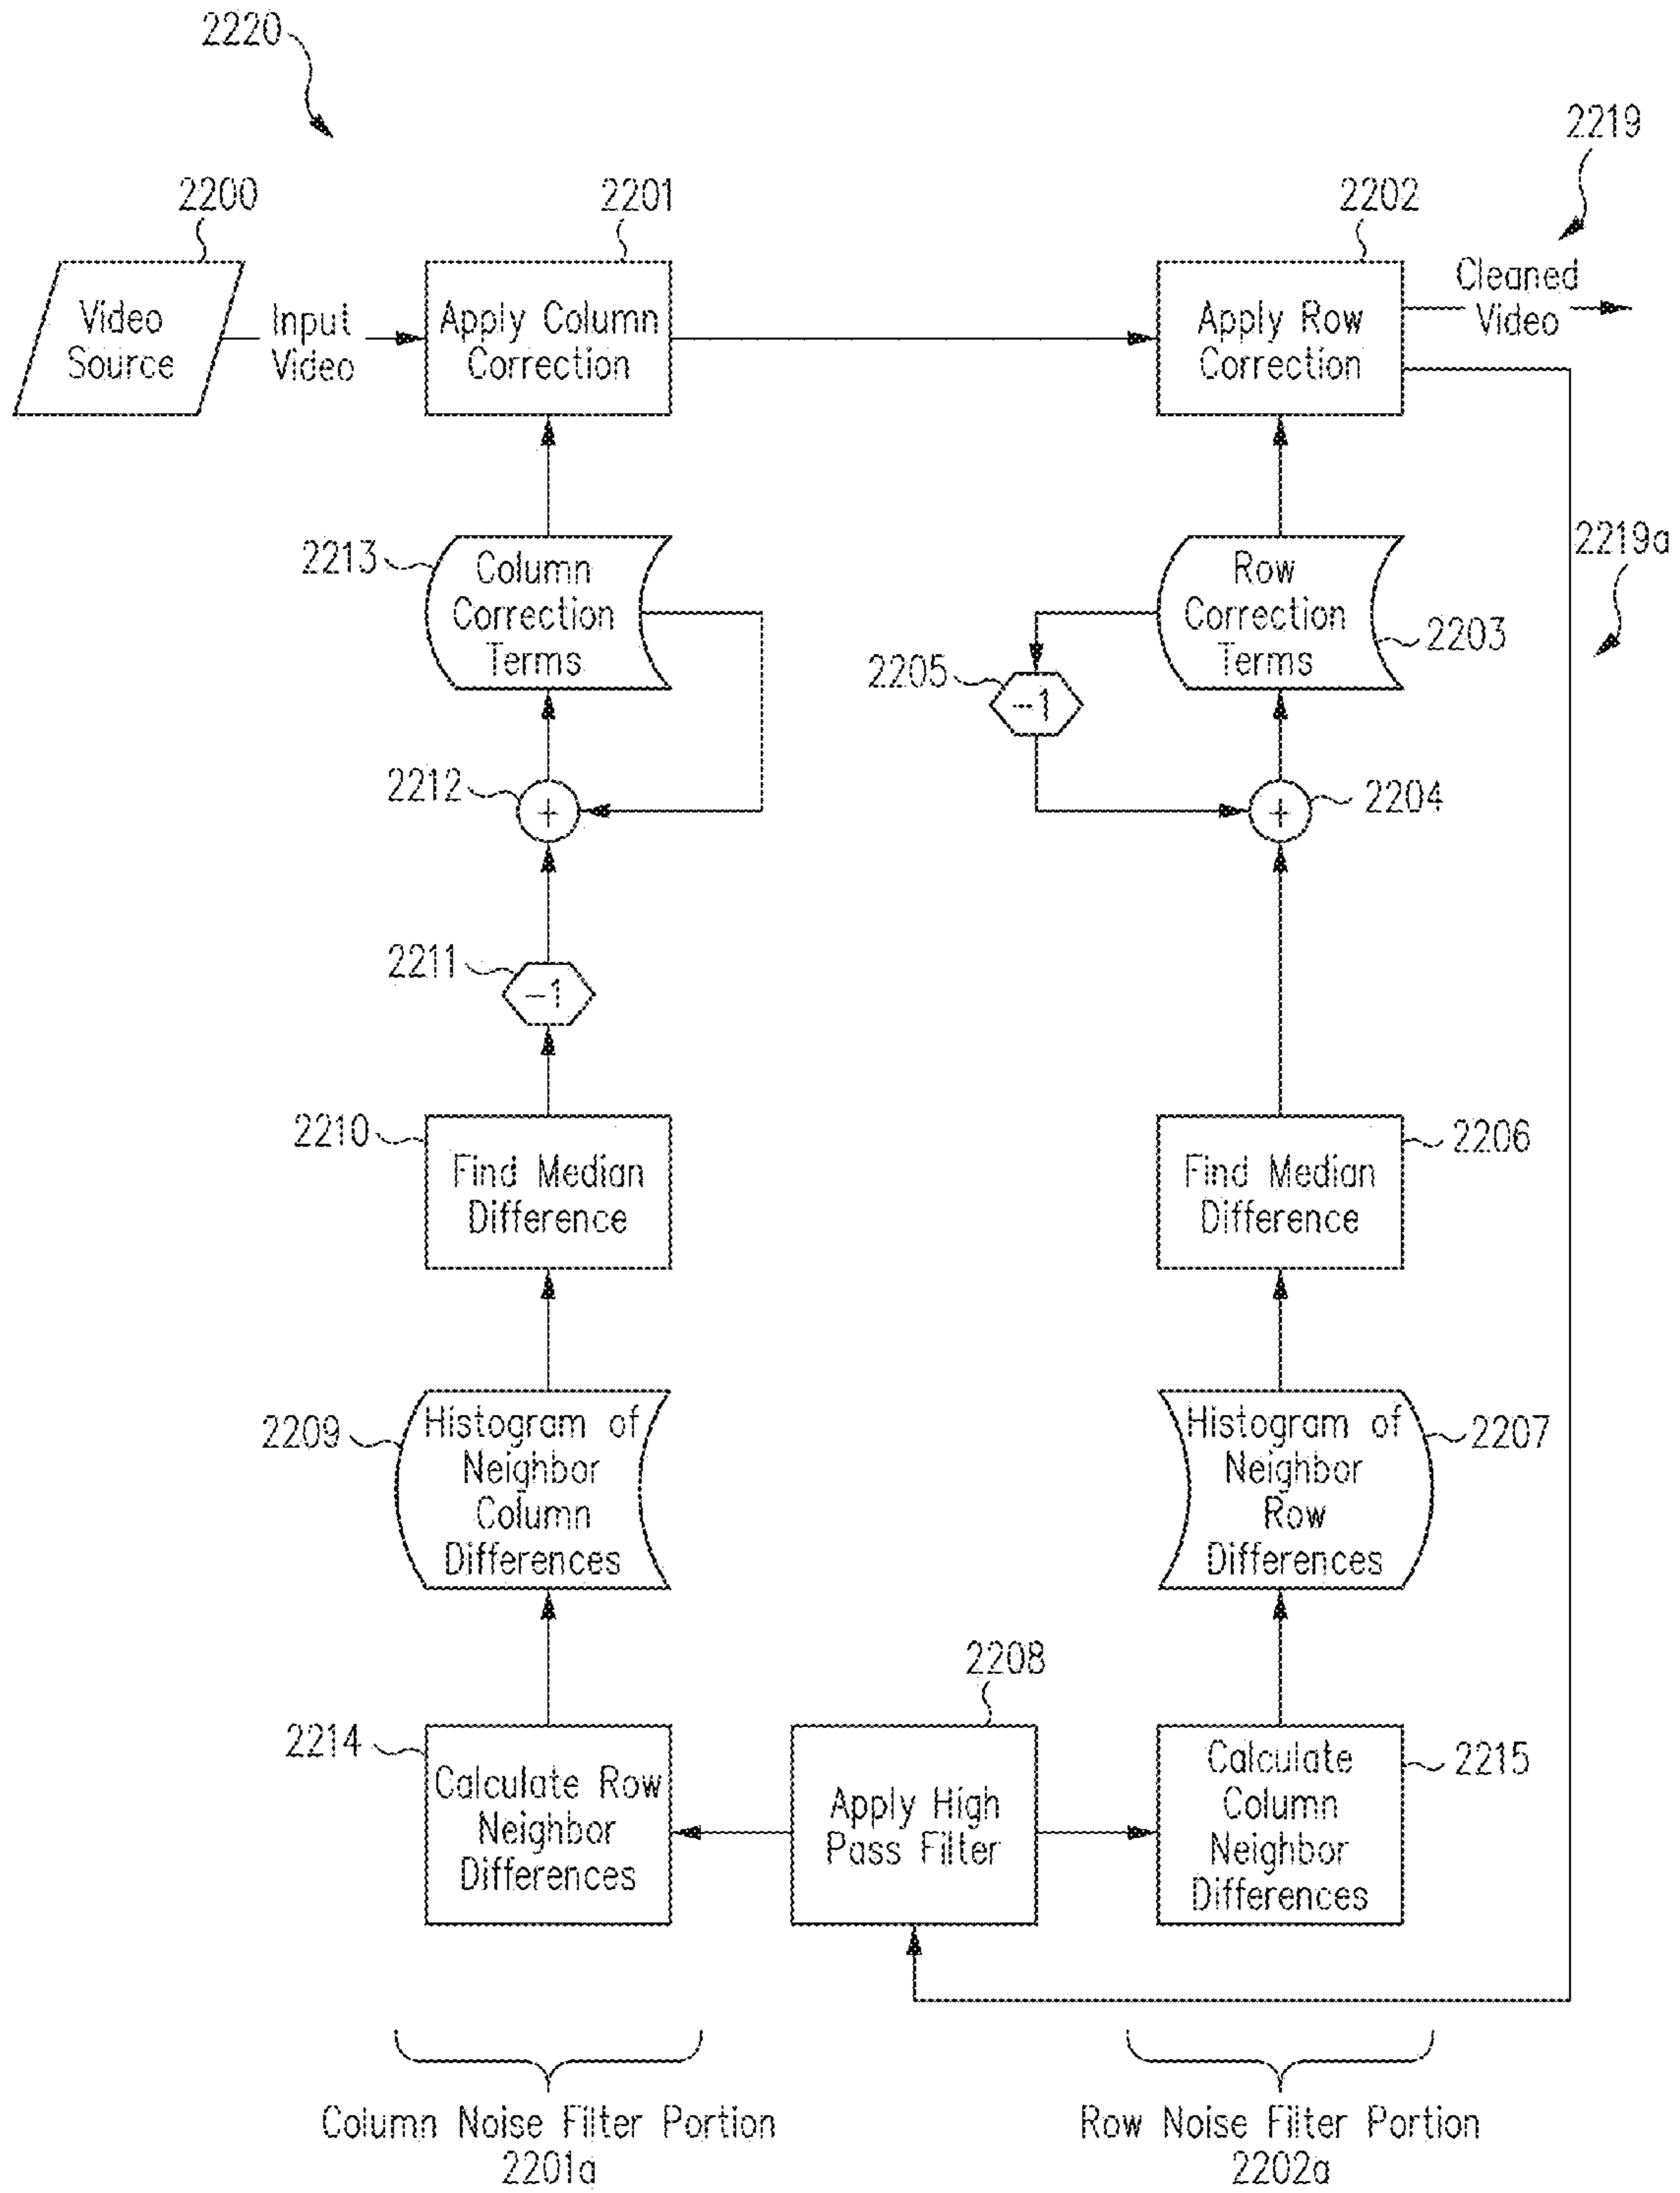 2220
2219
2200
2201
2202
Video
Source
Input
Video
Apply Column
Correction
Apply Row
Correction
Cleaned
Video
2219a
2213
Column
Correction
Terms
Row
Correction
Terms
2203
2205
--1
2212
+
+
2204
2211
-1
2210
Find Median
Difference
Find Median
Difference
2206
2209
Histogram of
Neighbor
Column
Differences
Histogram of
Neighbor
Row
Differences
2207
2208
2214
Calculate Row
Neighbor
Differences
Apply High
Pass Filter
Calculate
Column
Neighbor
Differences
2215
Column Noise Filter Portion
2201a
Row Noise Filter Portion
2202a